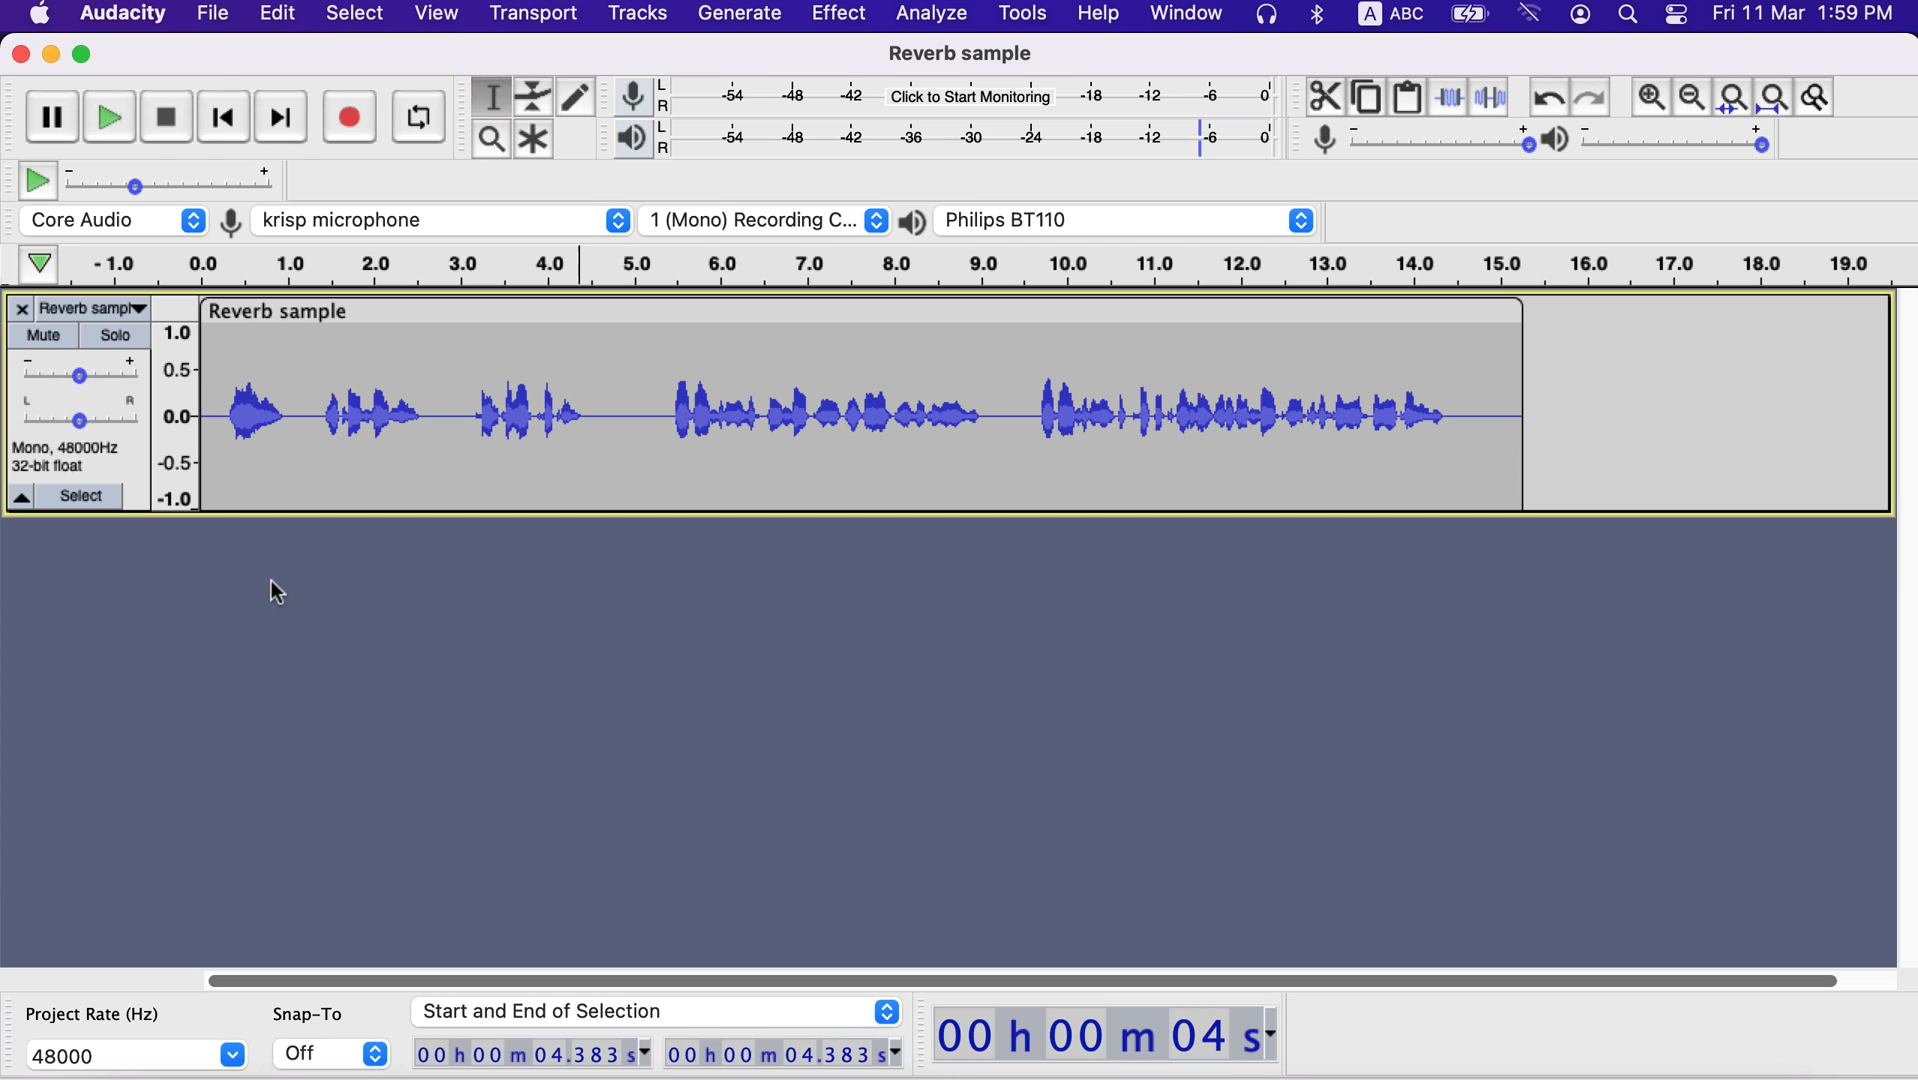 Audacity File Edit Select View Transport Tracks Generate Effect Analyze Tools Help Window A ABC Fri 11 Mar 1:59 PM
Reverb sample
L R -54 -48 -42 Click to Start Monitoring -18 -12 -6 0
L R -54 -48 -42 -36 -30 -24 -18 -12 -6 0
- + - +
- +
Core Audio krisp microphone 1 (Mono) Recording C... Philips BT110
-1.0 0.0 1.0 2.0 3.0 4.0 5.0 6.0 7.0 8.0 9.0 10.0 11.0 12.0 13.0 14.0 15.0 16.0 17.0 18.0 19.0
Reverb sampl Reverb sample
Mute Solo 1.0
- + 0.5
L R 0.0
Mono, 48000Hz
32-bit float -0.5
Select -1.0
Project Rate (Hz) Snap-To Start and End of Selection
48000 Off 00 h 00 m 04.383 s 00 h 00 m 04.383 s 00 h 00 m 04 s